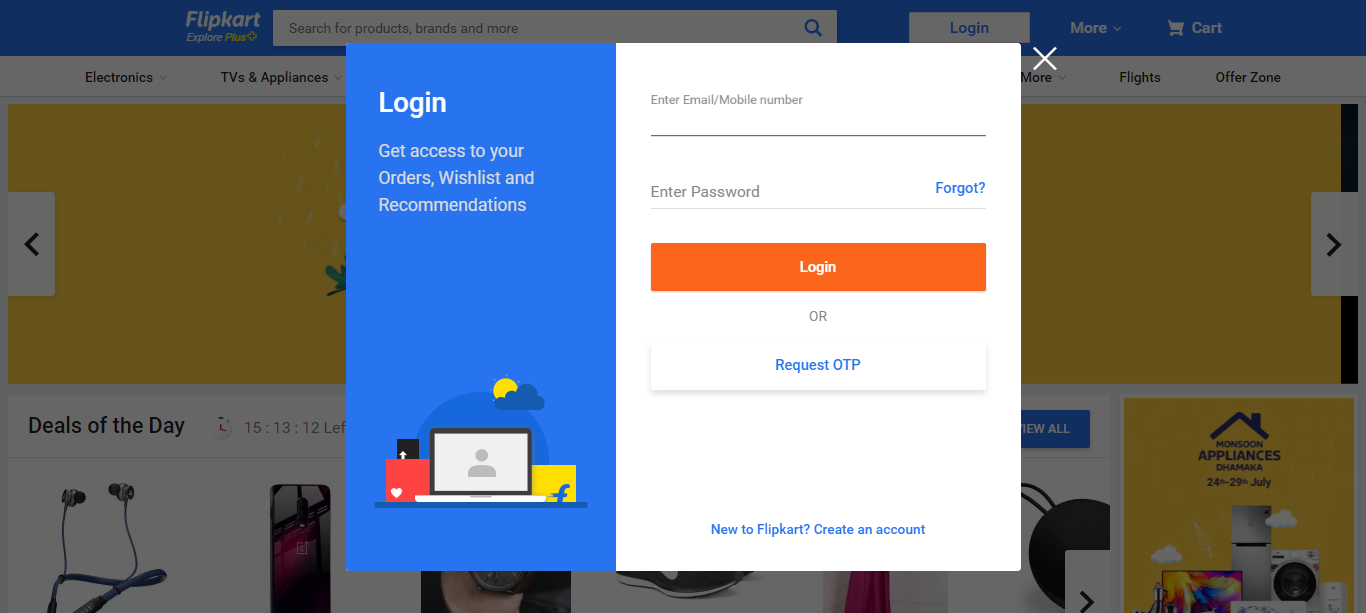 Flipkart
Explore Plus
Search for products, brands and more
Login
More
Cart
Electronics
TVs & Appliances
More
Flights
Offer Zone
Login
Get access to your
Orders, Wishlist and
Recommendations
Enter Email/Mobile number
Enter Password
Forgot?
Login
OR
Request OTP
New to Flipkart? Create an account
Deals of the Day
15 : 13 : 12 Lef
VIEW ALL
MONSOON
APPLIANCES
DHAMAKA
24th-29th July